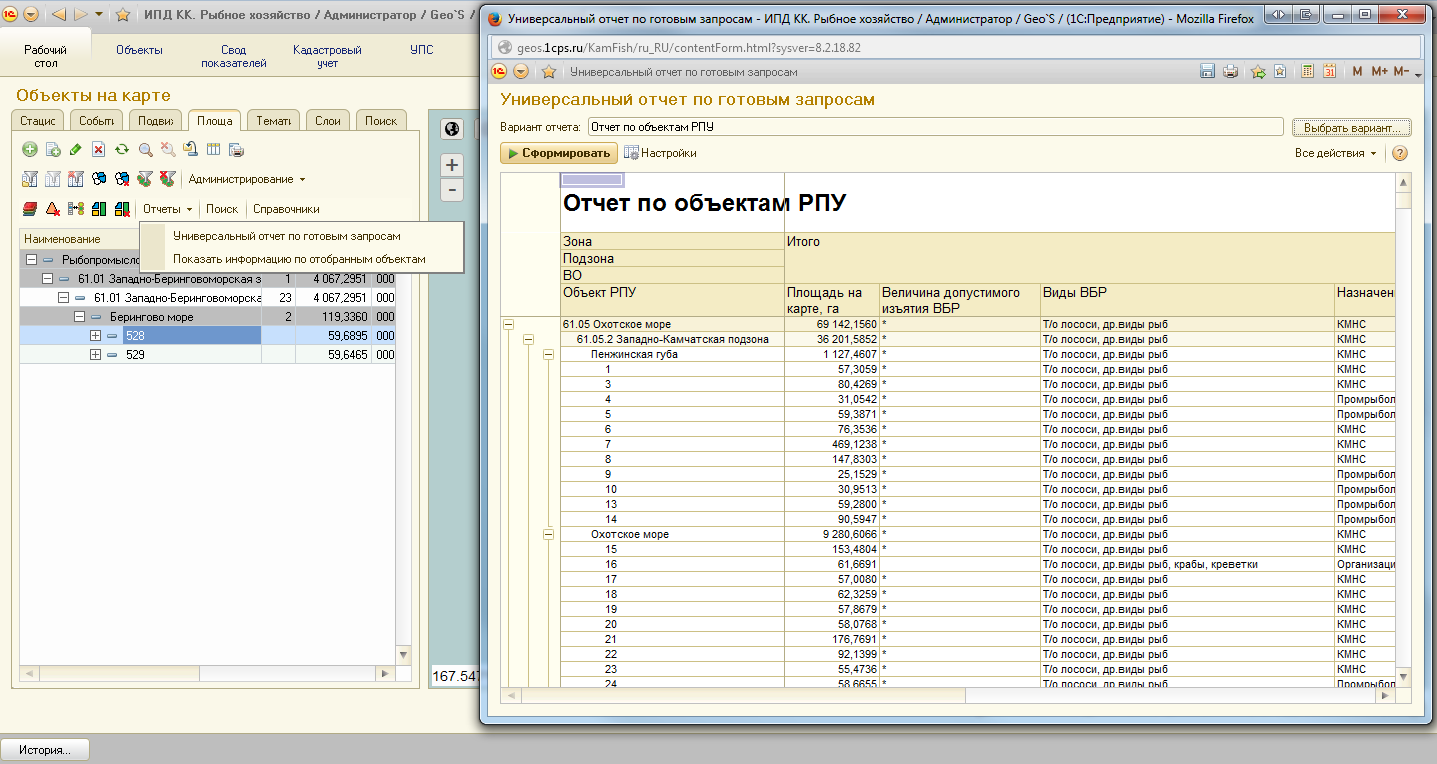 ИПД КК. Рыбное хозяйство / Администратор / Geo`S /
Рабочий стол
Объекты
Свод показателей
Кадастровый учет
УПС
Объекты на карте
Стацис
Событи
Подвиж
Площа
Темати
Слои
Поиск
Администрирование
Отчеты
Поиск
Справочники
Универсальный отчет по готовым запросам
Показать информацию по отобранным объектам
Наименование
Рыбопромысло
61.01 Западно-Беринговоморская з 1 4 067,2951 000
61.01 Западно-Беринговоморска 23 4 067,2951 000
Берингово море 2 119,3360 000
528 59,6895 000
529 59,6465 000
+
-
167.547
История...
Универсальный отчет по готовым запросам - ИПД КК. Рыбное хозяйство / Администратор / Geo`S / (1С:Предприятие) - Mozilla Firefox
geos.1cps.ru/KamFish/ru_RU/contentForm.html?sysver=8.2.18.82
Универсальный отчет по готовым запросам
M M+ M-
Универсальный отчет по готовым запросам
Вариант отчета: Отчет по объектам РПУ
Выбрать вариант...
Сформировать
Настройки
Все действия
?
Отчет по объектам РПУ
Зона
Итого
Подзона
ВО
Объект РПУ
Площадь на карте, га
Величина допустимого изъятия ВБР
Виды ВБР
Назначени
61.05 Охотское море 69 142,1560 * Т/о лососи, др.виды рыб КМНС
61.05.2 Западно-Камчатская подзона 36 201,5852 * Т/о лососи, др.виды рыб КМНС
Пенжинская губа 1 127,4607 * Т/о лососи, др.виды рыб КМНС
1 57,3059 * Т/о лососи, др.виды рыб КМНС
3 80,4269 * Т/о лососи, др.виды рыб КМНС
4 31,0542 * Т/о лососи, др.виды рыб Промрыбол
5 59,3871 * Т/о лососи, др.виды рыб Промрыбол
6 76,3536 * Т/о лососи, др.виды рыб КМНС
7 469,1238 * Т/о лососи, др.виды рыб КМНС
8 147,8303 * Т/о лососи, др.виды рыб КМНС
9 25,1529 * Т/о лососи, др.виды рыб Промрыбол
10 30,9513 * Т/о лососи, др.виды рыб Промрыбол
13 59,2800 * Т/о лососи, др.виды рыб Промрыбол
14 90,5947 * Т/о лососи, др.виды рыб Промрыбол
Охотское море 9 280,6066 * Т/о лососи, др.виды рыб КМНС
15 153,4804 * Т/о лососи, др.виды рыб КМНС
16 61,6691 Т/о лососи, др.виды рыб, крабы, креветки Организаци
17 57,0080 * Т/о лососи, др.виды рыб КМНС
18 62,3259 * Т/о лососи, др.виды рыб КМНС
19 57,8679 * Т/о лососи, др.виды рыб КМНС
20 58,0768 * Т/о лососи, др.виды рыб КМНС
21 176,7691 * Т/о лососи, др.виды рыб КМНС
22 92,1399 * Т/о лососи, др.виды рыб КМНС
23 55,4736 * Т/о лососи, др.виды рыб КМНС
24 58,6655 * Т/о лососи, др.виды рыб Промрыбол